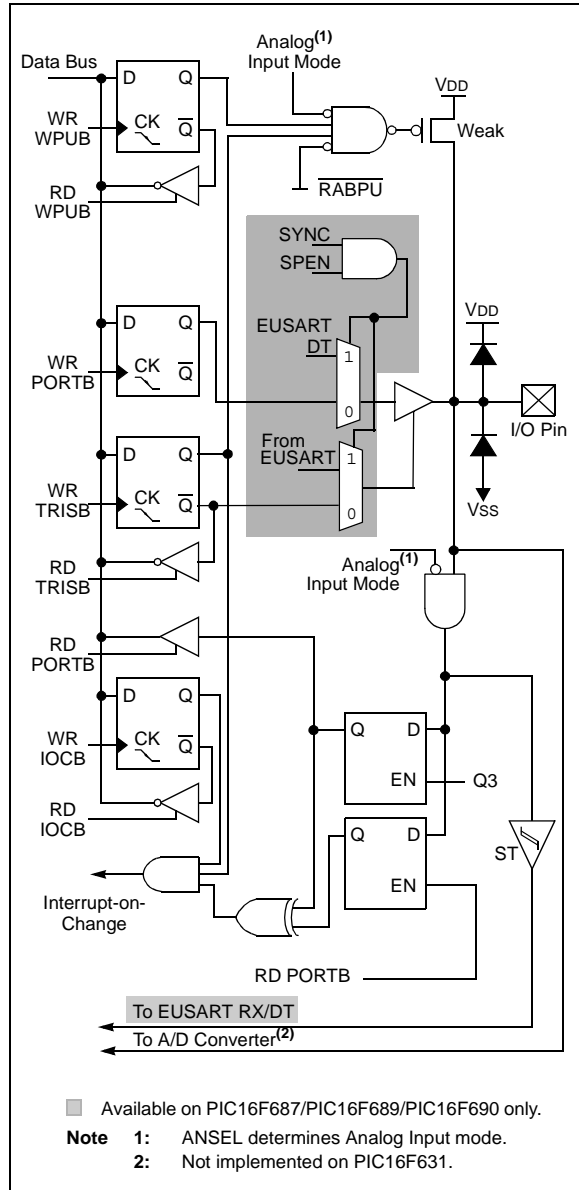 Analog(1)
Input Mode
Data Bus
D Q
VDD
WR
WPUB
CK
Q
Weak
RD
WPUB
RABPU
SYNC
SPEN
D Q
EUSART
DT
1
VDD
WR
PORTB
CK
Q
0
I/O Pin
D Q
From
EUSART
1
WR
TRISB
CK
Q
0
VSS
RD
TRISB
Analog(1)
Input Mode
RD
PORTB
D Q
Q D
WR
IOCB
CK
Q
EN
Q3
RD
IOCB
Q D
ST
EN
Interrupt-on-
Change
RD PORTB
To EUSART RX/DT
To A/D Converter(2)
Available on PIC16F687/PIC16F689/PIC16F690 only.
Note 1: ANSEL determines Analog Input mode.
2: Not implemented on PIC16F631.